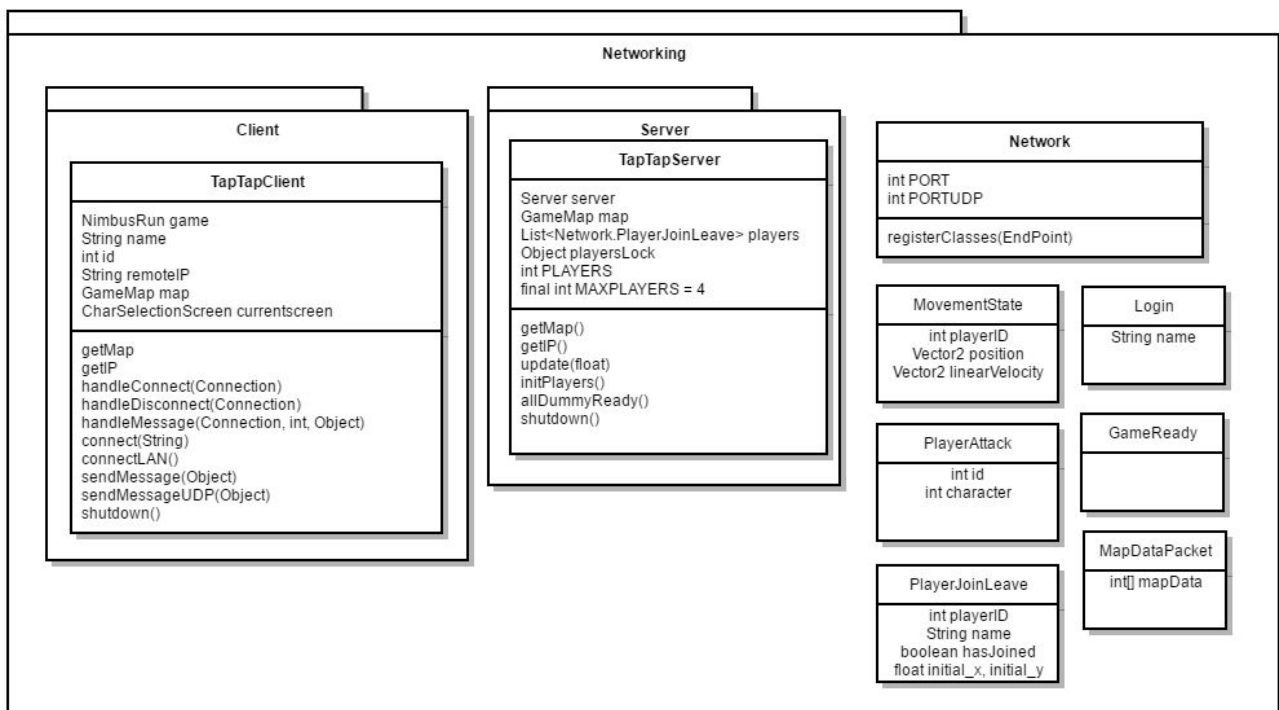 Networking
Client
TapTapClient
NimbusRun game
String name
int id
String remoteIP
GameMap map
CharSelectionScreen currentscreen
getMap
getIP
handleConnect(Connection)
handleDisconnect(Connection)
handleMessage(Connection, int, Object)
connect(String)
connectLAN()
sendMessage(Object)
sendMessageUDP(Object)
shutdown()
Server
TapTapServer
Server server
GameMap map
List<Network.PlayerJoinLeave> players
Object playersLock
int PLAYERS
final int MAXPLAYERS = 4
getMap()
getIP()
update(float)
initPlayers()
allDummyReady()
shutdown()
Network
int PORT
int PORTUDP
registerClasses(EndPoint)
MovementState
int playerID
Vector2 position
Vector2 linearVelocity
Login
String name
PlayerAttack
int id
int character
GameReady
MapDataPacket
int[] mapData
PlayerJoinLeave
int playerID
String name
boolean hasJoined
float initial_x, initial_y